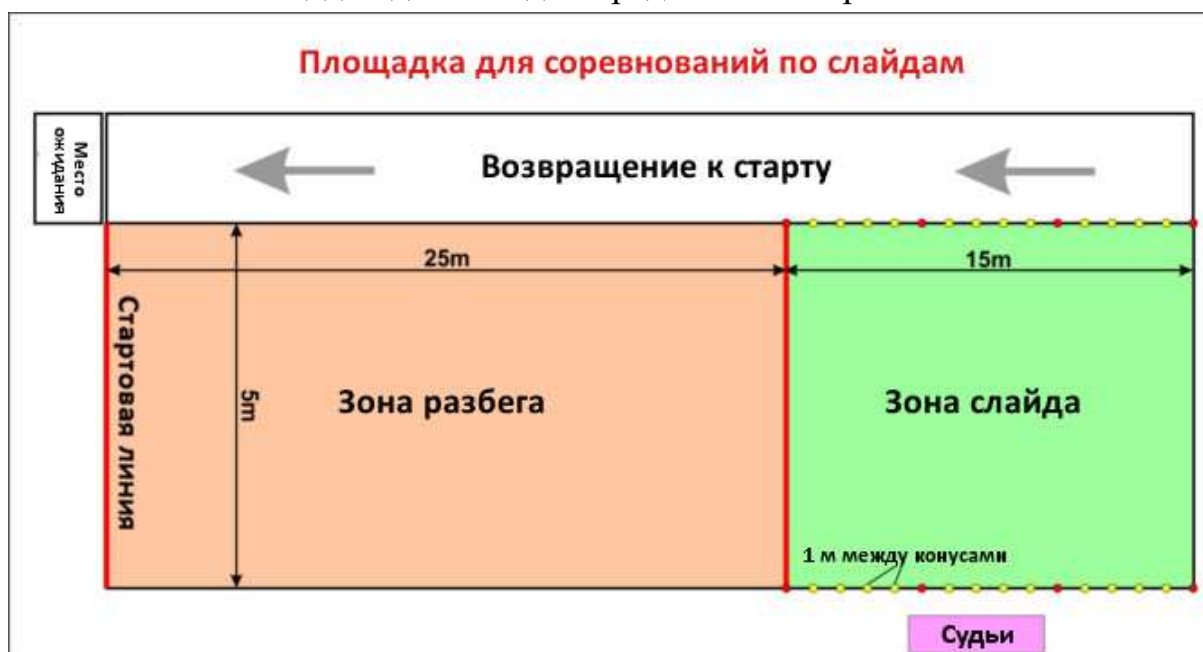 Площадка для соревнований по слайдам
Место
ожидания
Возвращение к старту
25m
15m
Стартовая линия
5m
Зона разбега
Зона слайда
1 м между конусами
Судьи